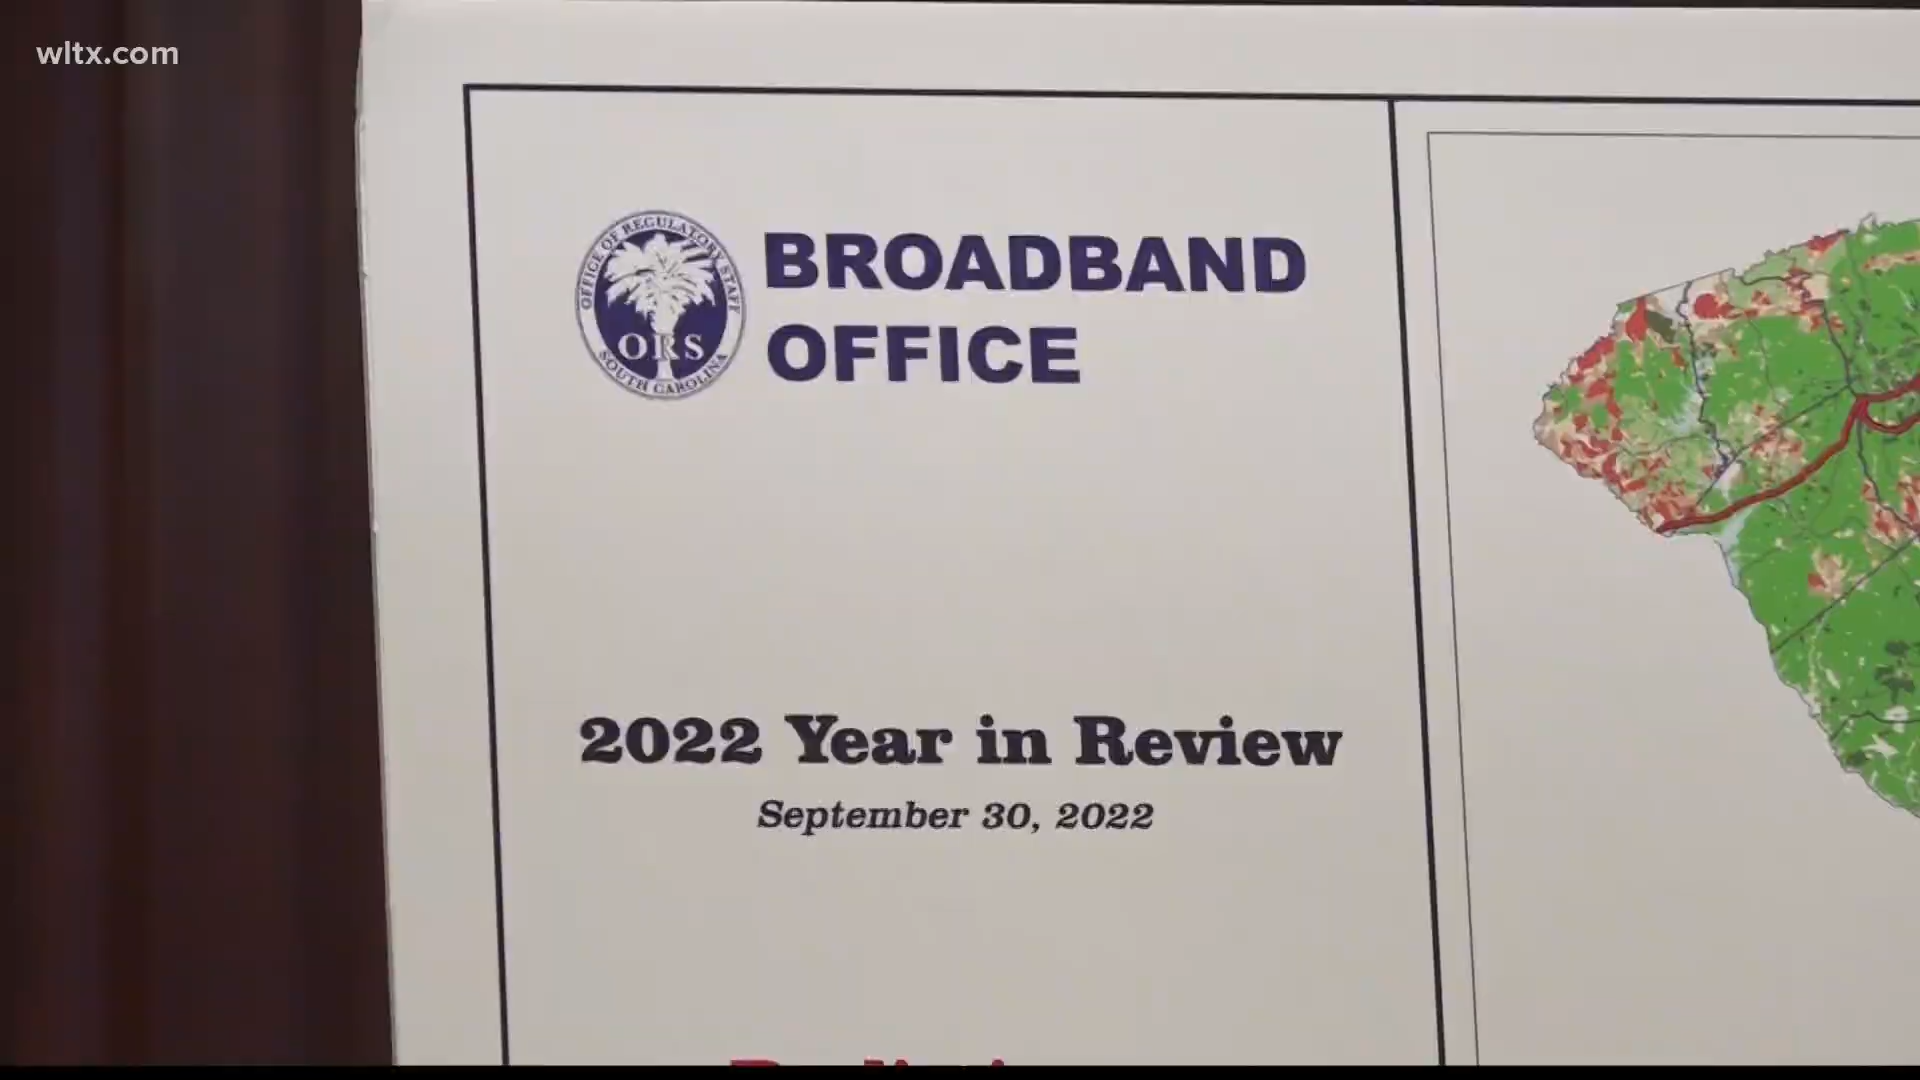 wltx.com
OFFICE OF REGULATORY STAFF
ORS
SOUTH CAROLINA
BROADBAND
OFFICE
2022 Year in Review
September 30, 2022